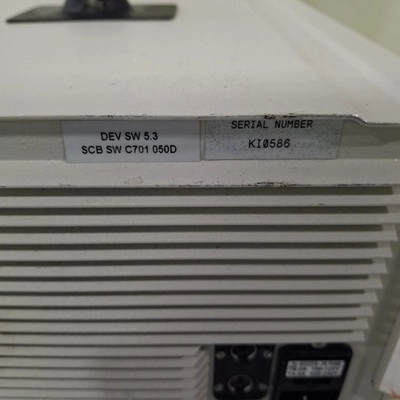 DEV SW 5.3
SCB SW C701 050D
SERIAL NUMBER
KI0586